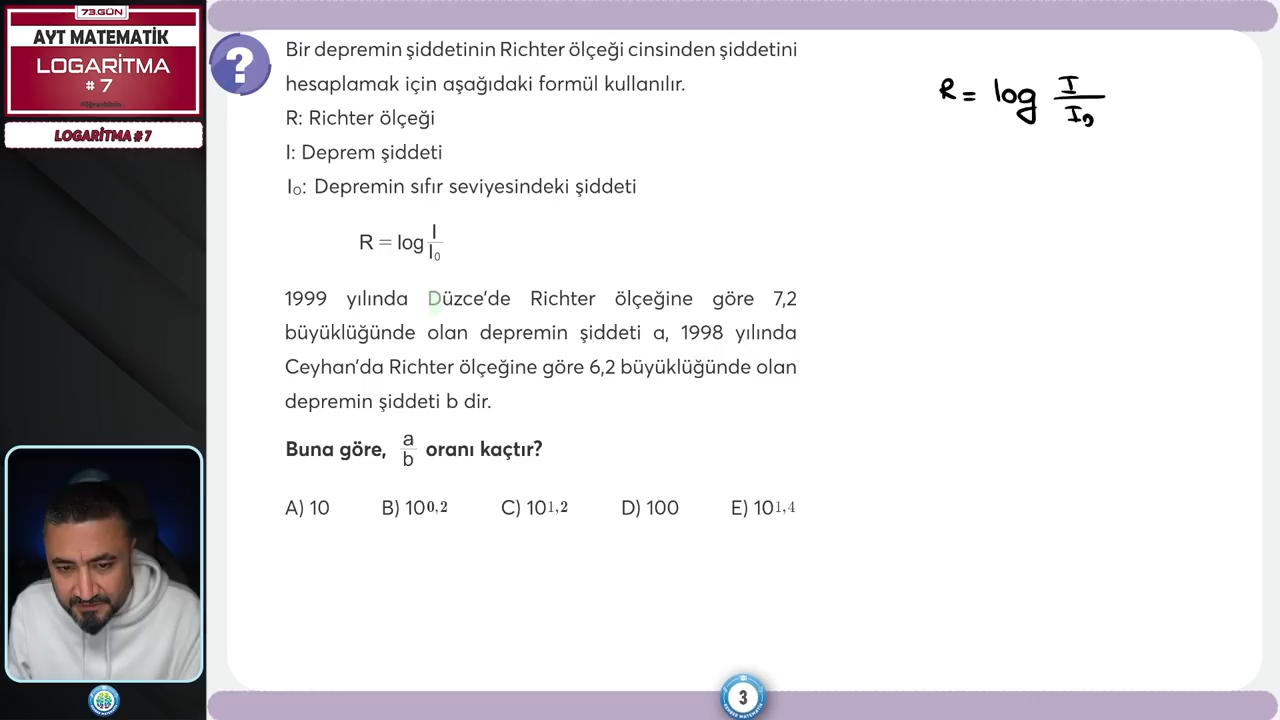 73.GÜN
AYT MATEMATİK
LOGARİTMA
# 7
LOGARİTMA # 7
?
Bir depremin şiddetinin Richter ölçeği cinsinden şiddetini
hesaplamak için aşağıdaki formül kullanılır.
R: Richter ölçeği
I: Deprem şiddeti
I₀: Depremin sıfır seviyesindeki şiddeti
R = log I/I₀
1999 yılında Düzce'de Richter ölçeğine göre 7,2
büyüklüğünde olan depremin şiddeti a, 1998 yılında
Ceyhan'da Richter ölçeğine göre 6,2 büyüklüğünde olan
depremin şiddeti b dir.
Buna göre, a/b oranı kaçtır?
A) 10 B) 10^0,2 C) 10^1,2 D) 100 E) 10^1,4
R = log I/I₀
3